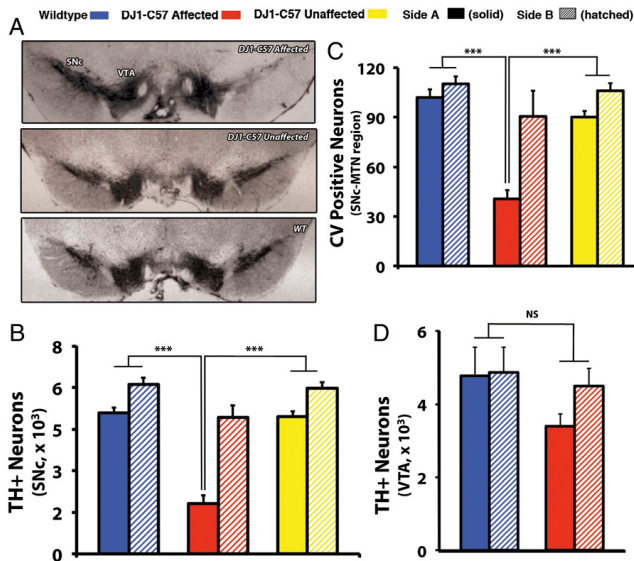 Wildtype DJ1-C57 Affected DJ1-C57 Unaffected Side A (solid) Side B (hatched)
A
DJ1-C57 Affected
SNc
VTA
DJ1-C57 Unaffected
WT
C
***
***
CV Positive Neurons
(SNc-MTN region)
120
90
60
30
0
B
***
***
TH+ Neurons
(SNc, x 10³)
6
5
3
2
0
D
NS
TH+ Neurons
(VTA, x 10³)
6
4
2
0